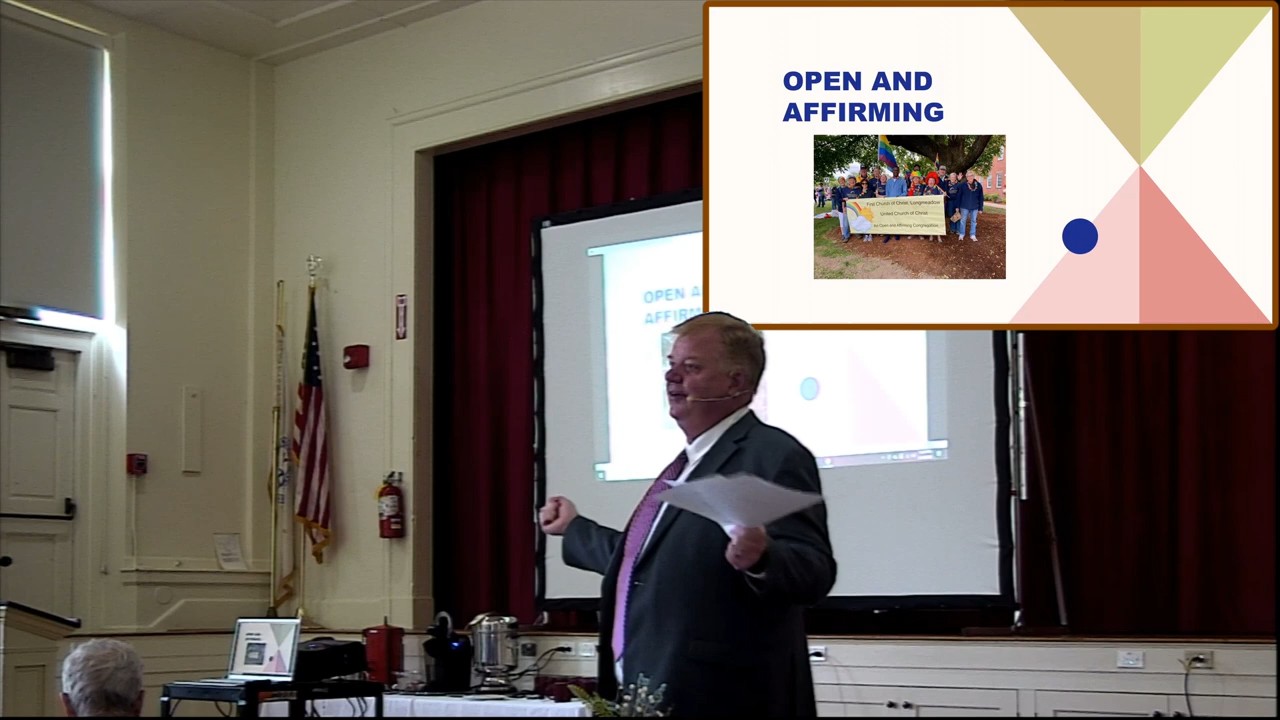 OPEN AND
AFFIRMING
First Church of Christ, Longmeadow
United Church of Christ
An Open and Affirming Congregation
OPEN A
AFFIRM